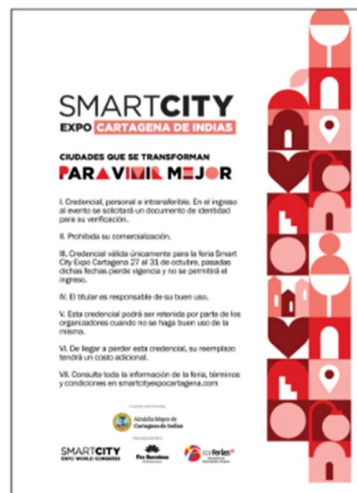 SMARTCITY
EXPO CARTAGENA DE INDIAS
CIUDADES QUE SE TRANSFORMAN
PARA VIVIR MEJOR
I. Credencial, personal e intransferible. En el ingreso
al evento se solicitará un documento de identidad
para su verificación.
II. Prohibida su comercialización.
III. Credencial válida únicamente para la feria Smart
City Expo Cartagena 27 al 31 de octubre, pasadas
dichas fechas perde vigencia y no se permitirá el
ingreso.
IV. El titular es responsable de su buen uso.
V. Esta credencial podrá ser retenida por parte de los
organizadores cuando no se haga buen uso de la
misma.
VI. De llegar a perder esta credencial, su reemplazo
tendrá un costo adicional.
VII. Consulte toda la información de la feria, términos
y condiciones en smartcityexpocartagena.com
Alcaldía Mayor de
Cartagena de Indias
SMARTCITY
EXPO WORLD CONGRESS
Fira Barcelona
corferias